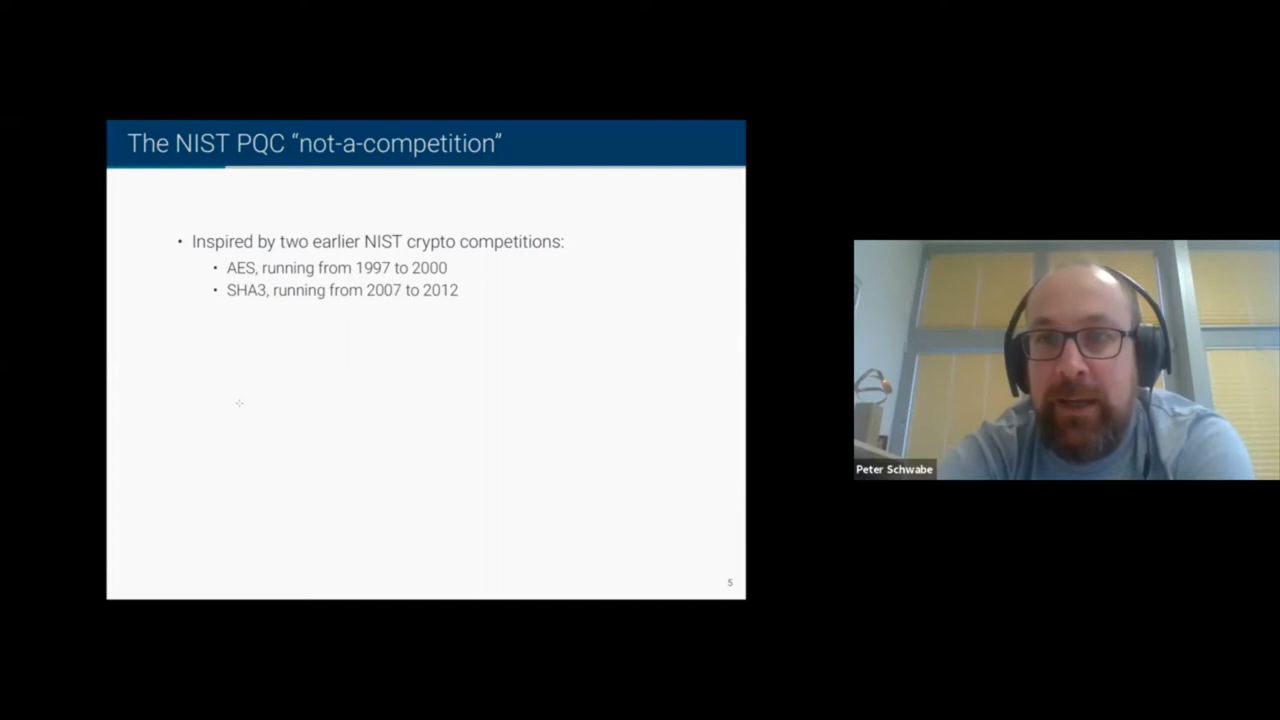 The NIST PQC “not-a-competition”
• Inspired by two earlier NIST crypto competitions:
• AES, running from 1997 to 2000
• SHA3, running from 2007 to 2012
5
Peter Schwabe